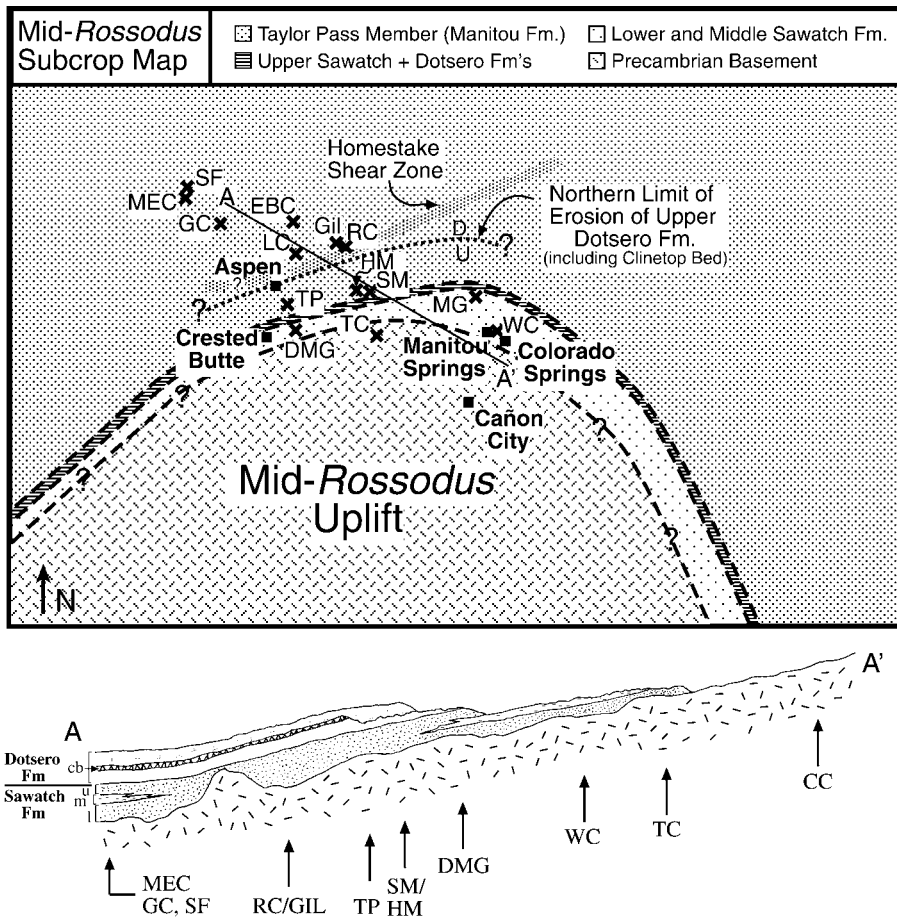 Mid-Rossodus
Subcrop Map
Taylor Pass Member (Manitou Fm.)
Lower and Middle Sawatch Fm.
Upper Sawatch + Dotsero Fm's
Precambrian Basement
Homestake
Shear Zone
SF
MEC
A
GC
EBC
Gil
RC
LC
D
U
Northern Limit of
Erosion of Upper
Dotsero Fm.
(including Clinetop Bed)
?
Aspen
?
HM
SM
?
TP
MG
TC
WC
Crested
Butte
DMG
Manitou
Springs
Colorado
Springs
A'
?
Cañon
City
?
?
Mid-Rossodus
Uplift
?
N
A'
A
Dotsero
Fm
cb
Sawatch
Fm
u
m
l
CC
WC
TC
DMG
MEC
GC, SF
RC/GIL
TP
SM/
HM